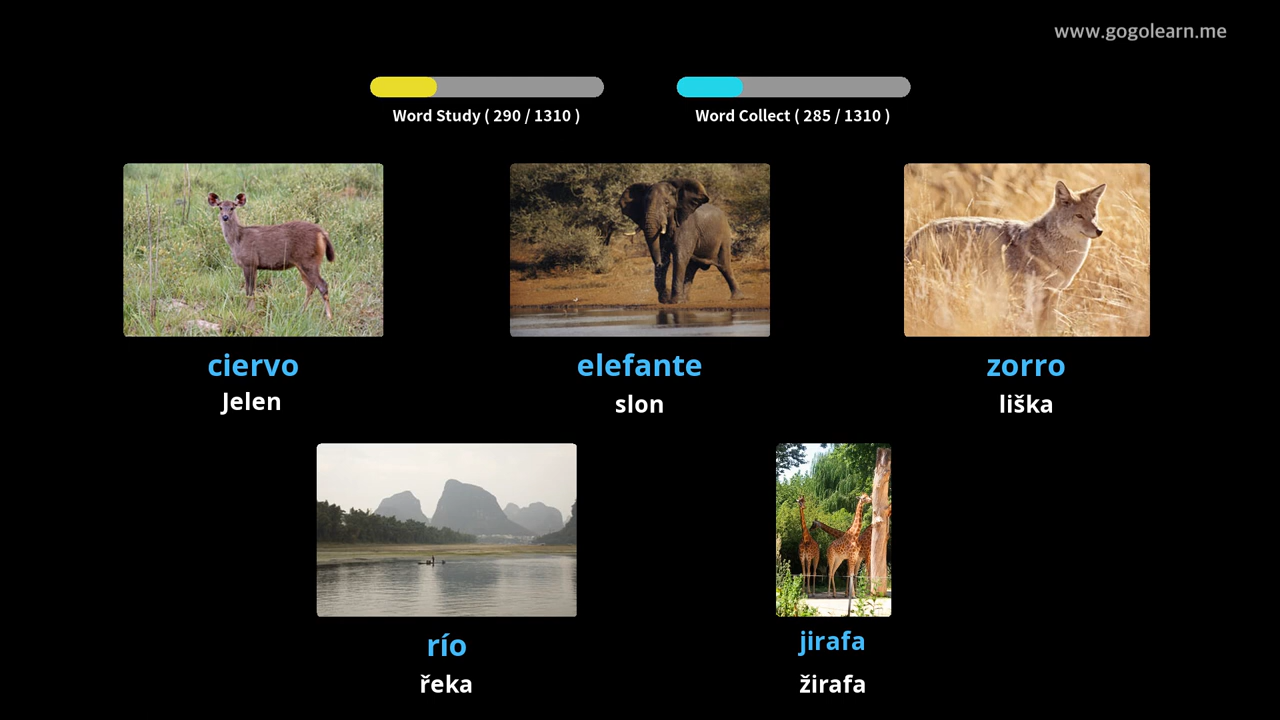 www.gogolearn.me
Word Study ( 290 / 1310 )
Word Collect ( 285 / 1310 )
ciervo
Jelen
elefante
slon
zorro
liška
río
řeka
jirafa
žirafa